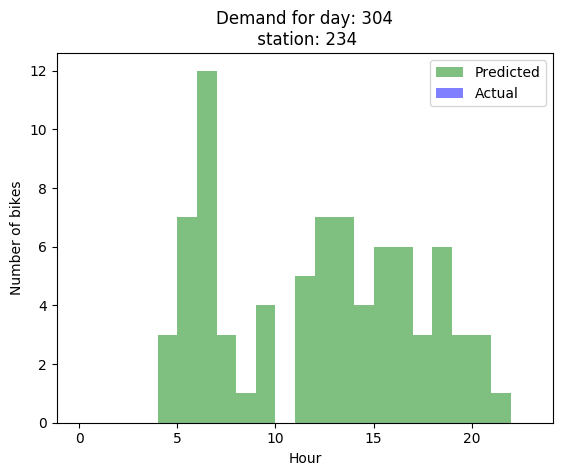 Demand for day: 304
station: 234
Predicted
Actual
Number of bikes
12
10
8
6
4
2
0
0
5
10
15
20
Hour